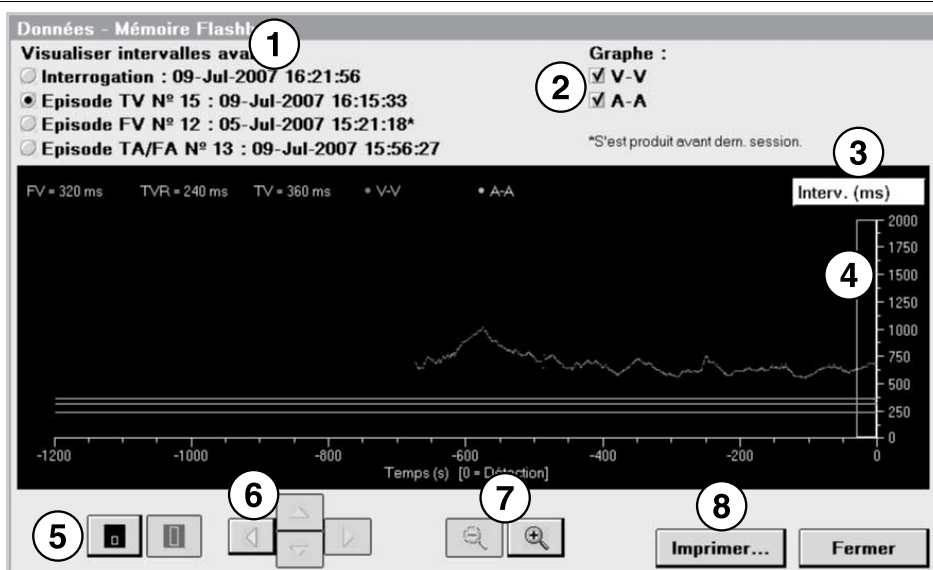 Données - Mémoire
1
Visualiser intervalles
Graphe :
Interrogation : 09-Jul-2007 16:21:56
2
V-V
Episode TV Nº 15 : 09-Jul-2007 16:15:33
A-A
Episode FV Nº 12 : 05-Jul-2007 15:21:18*
*S'est produit avant dern. session.
Episode TA/FA Nº 13 : 09-Jul-2007 15:56:27
3
FV = 320 ms TVR = 240 ms TV = 360 ms V-V A-A
Interv. (ms)
2000
1750
4
1500
1250
1000
750
500
250
0
-1200 -1000 -800 -600 -400 -200 0
Temps (s) [0 = Détection]
5
6
7
8
Imprimer...
Fermer